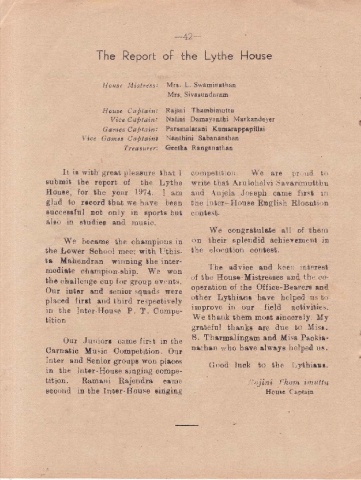 —42—
The Report of the Lythe House
House Mistress: Mrs. L. Swaminathan
Mrs. Sivasundaram
House Captain: Rajini Thambimuttu
Vice Captain: Nalini Damayanthi Markandeyer
Games Captain: Paramalarani Kumarappapillai
Vice Games Captain Nanthini Sabanathan
Treasurer: Geetha Ranganathan
It is with great pleasure that I
submit the report of the Lythe
House, for the year 1974. I am
glad to record that we have been
successful not only in sports but
also in studies and music.
We became the champions in
the Lower School meet with Uthis-
ta Mahendran winning the inter-
mediate championship. We won
the challenge cup for group events.
Our inter and senior squads were
placed first and third respectively
in the Inter-House P. T. Compe-
tition
Our Juniors came first in the
Carnatic Music Competition. Our
Inter and Senior groups won places
in the Inter-House singing compe-
tition. Ramani Rajendra came
second in the Inter-House singing
competition. We are proud to
write that Arulchelvi Savarimuttu
and Anjela Joseph came first in
the Inter-House English Elocution
contest.
We congratulate all of them
on their splendid achievement in
the elocution contest.
The advice and keen interest
of the House-Mistresses and the co-
operation of the Office-Bearers and
other Lythians have helped us to
improve in our field activities.
We thank them most sincerely. My
grateful thanks are due to Miss.
S. Tharmalingam and Miss Packia-
nathan who have always helped us.
Good luck to the Lythians.
Rajini Tham imuttu
House Captain